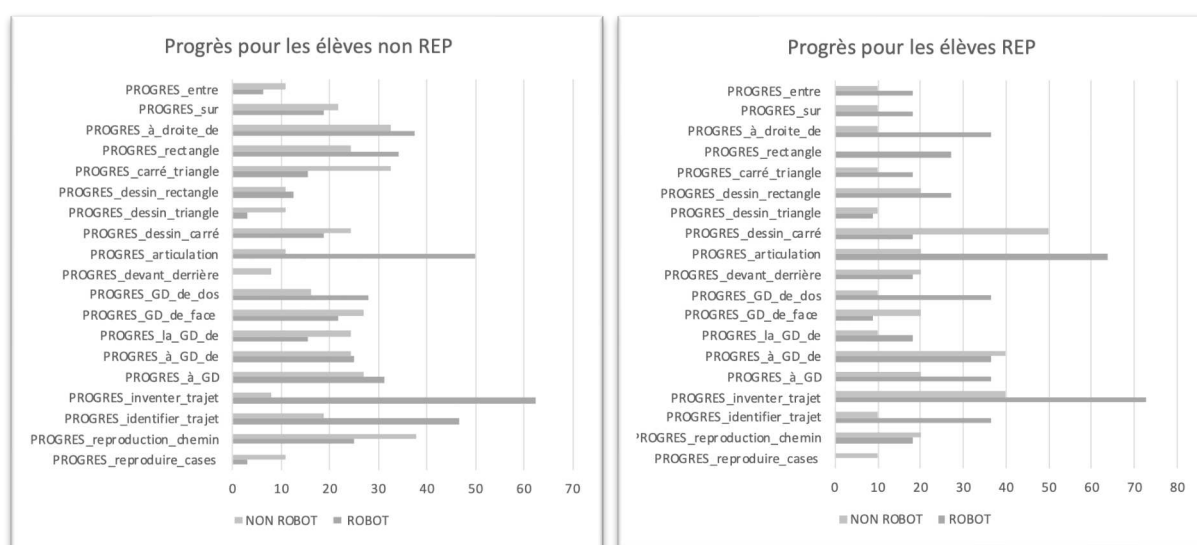 Progrès pour les élèves non REP
PROGRES_entre
PROGRES_sur
PROGRES_à_droite_de
PROGRES_rectangle
PROGRES_carré_triangle
PROGRES_dessin_rectangle
PROGRES_dessin_triangle
PROGRES_dessin_carré
PROGRES_articulation
PROGRES_devant_derrière
PROGRES_GD_de_dos
PROGRES_GD_de_face
PROGRES_la_GD_de
PROGRES_à_GD_de
PROGRES_à_GD
PROGRES_inventer_trajet
PROGRES_identifier_trajet
PROGRES_reproduction_chemin
PROGRES_reproduire_cases
0 10 20 30 40 50 60 70
NON ROBOT ROBOT
Progrès pour les élèves REP
PROGRES_entre
PROGRES_sur
PROGRES_à_droite_de
PROGRES_rectangle
PROGRES_carré_triangle
PROGRES_dessin_rectangle
PROGRES_dessin_triangle
PROGRES_dessin_carré
PROGRES_articulation
PROGRES_devant_derrière
PROGRES_GD_de_dos
PROGRES_GD_de_face
PROGRES_la_GD_de
PROGRES_à_GD_de
PROGRES_à_GD
PROGRES_inventer_trajet
PROGRES_identifier_trajet
PROGRES_reproduction_chemin
PROGRES_reproduire_cases
0 10 20 30 40 50 60 70 80
NON ROBOT ROBOT